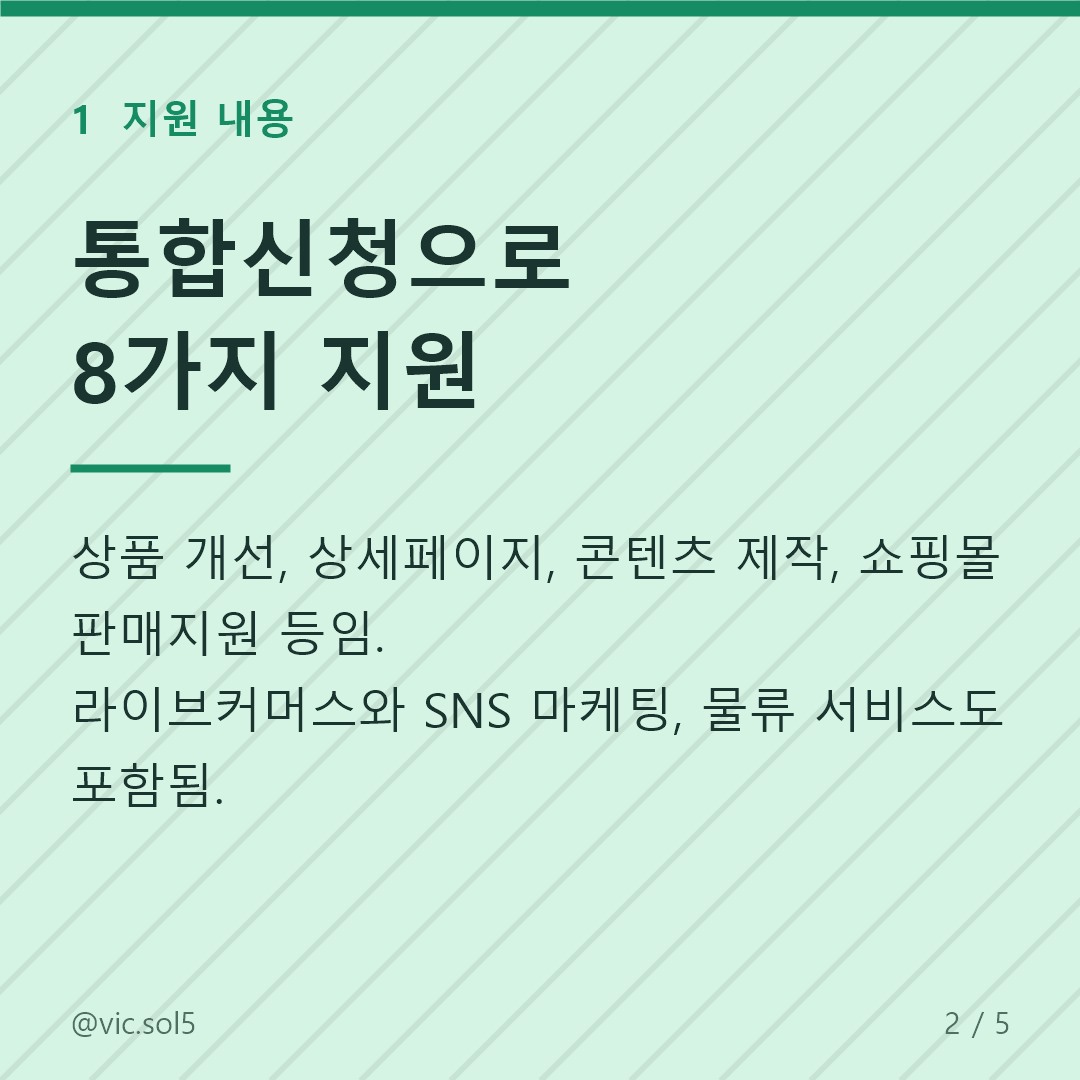 1 지원 내용
통합신청으로
8가지 지원
상품 개선, 상세페이지, 콘텐츠 제작, 쇼핑몰
판매지원 등임.
라이브커머스와 SNS 마케팅, 물류 서비스도
포함됨.
@vic.sol5
2 / 5